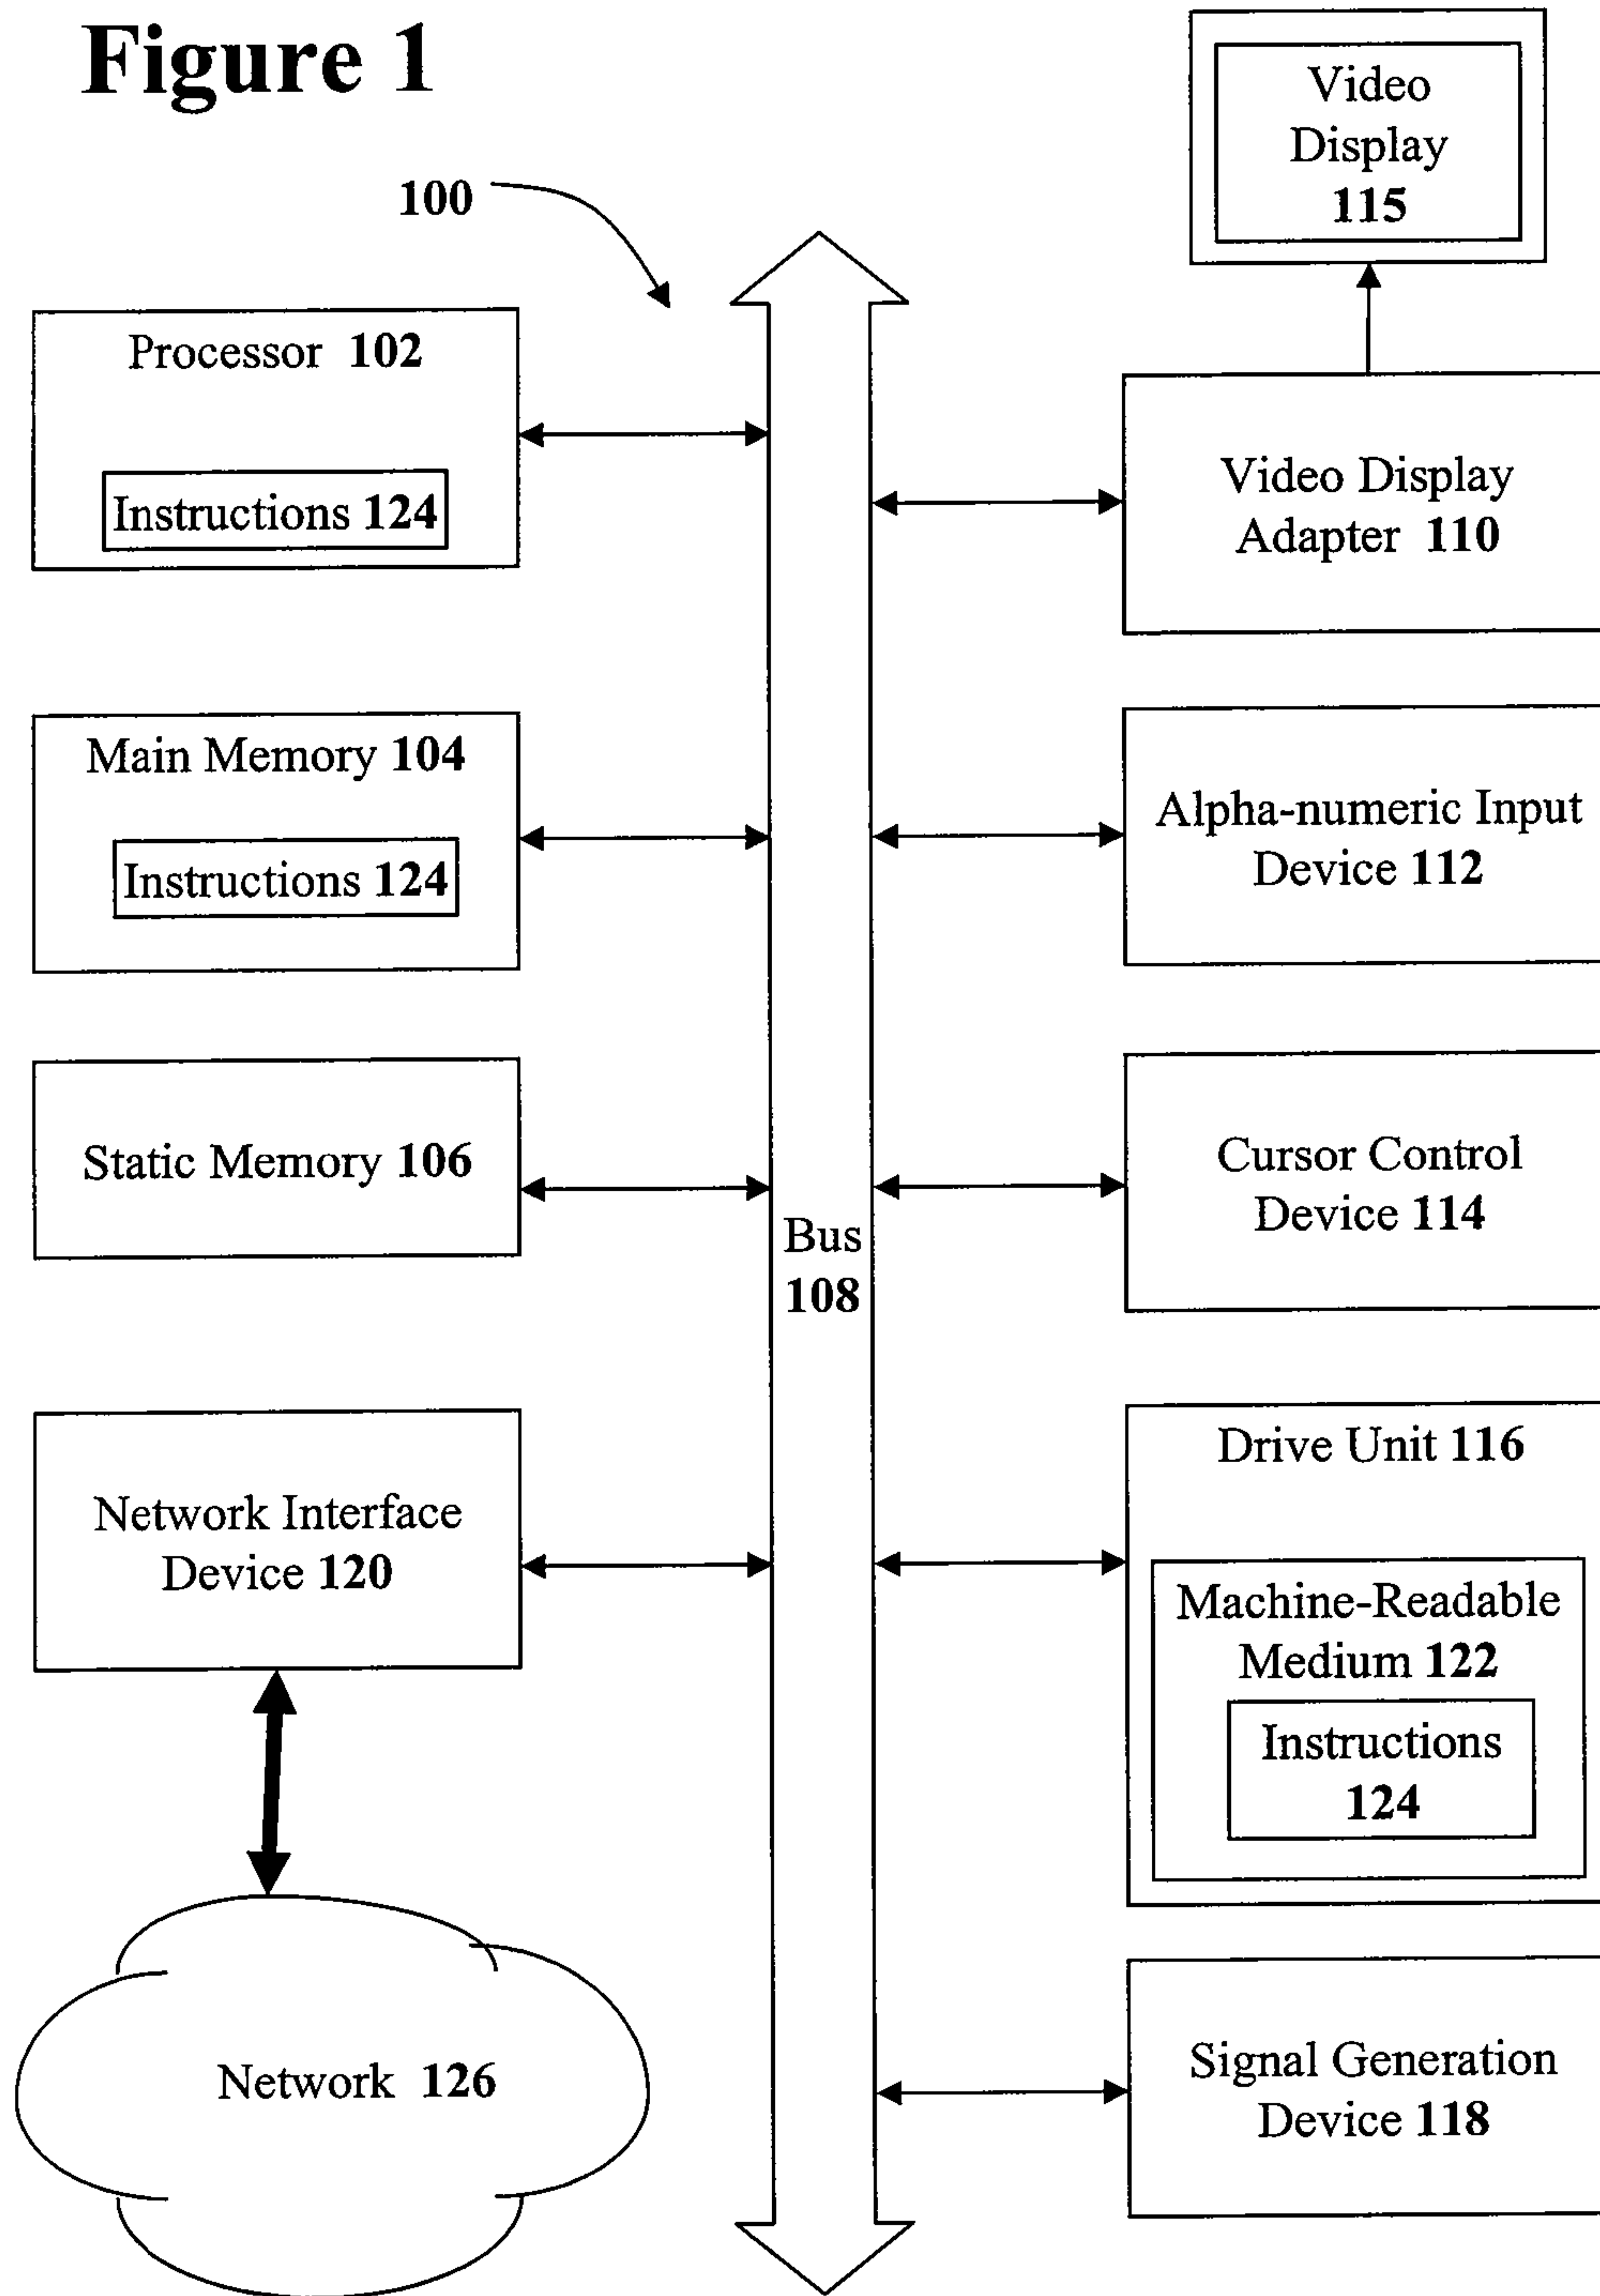 Figure 1
100
Processor 102
Instructions 124
Main Memory 104
Instructions 124
Static Memory 106
Network Interface
Device 120
Network 126
Bus
108
Video
Display
115
Video Display
Adapter 110
Alpha-numeric Input
Device 112
Cursor Control
Device 114
Drive Unit 116
Machine-Readable
Medium 122
Instructions
124
Signal Generation
Device 118